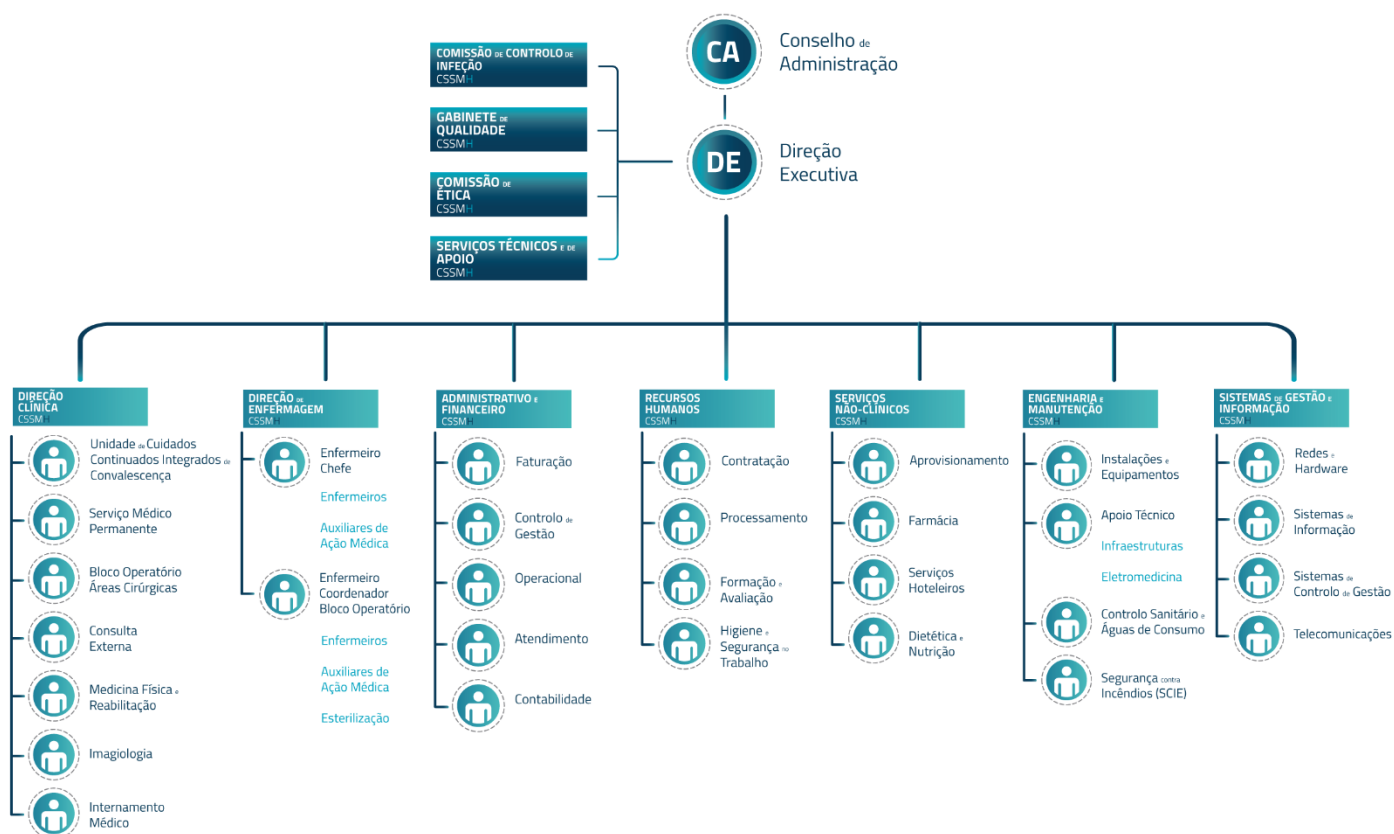 CA
Conselho de
Administração
COMISSÃO DE CONTROLO DE
INFEÇÃO
CSSMH
GABINETE DE
QUALIDADE
CSSMH
DE
Direção
Executiva
COMISSÃO DE
ÉTICA
CSSMH
SERVIÇOS TÉCNICOS E DE
APOIO
CSSMH
DIREÇÃO
CLÍNICA
CSSMH
Unidade de Cuidados
Continuados Integrados de
Convalescença
Serviço Médico
Permanente
Bloco Operatório
Áreas Cirúrgicas
Consulta
Externa
Medicina Física e
Reabilitação
Imagiologia
Internamento
Médico
DIREÇÃO DE
ENFERMAGEM
CSSMH
Enfermeiro
Chefe
Enfermeiros
Auxiliares de
Ação Médica
Enfermeiro
Coordenador
Bloco Operatório
Enfermeiros
Auxiliares de
Ação Médica
Esterilização
ADMINISTRATIVO E
FINANCEIRO
CSSMH
Faturação
Controlo de
Gestão
Operacional
Atendimento
Contabilidade
RECURSOS
HUMANOS
CSSMH
Contratação
Processamento
Formação e
Avaliação
Higiene e
Segurança no
Trabalho
SERVIÇOS
NÃO-CLÍNICOS
CSSMH
Aprovisionamento
Farmácia
Serviços
Hoteleiros
Dietética e
Nutrição
ENGENHARIA E
MANUTENÇÃO
CSSMH
Instalações e
Equipamentos
Apoio Técnico
Infraestruturas
Eletromedicina
Controlo Sanitário e
Águas de Consumo
Segurança contra
Incêndios (SCIE)
SISTEMAS DE GESTÃO E
INFORMAÇÃO
CSSMH
Redes e
Hardware
Sistemas de
Informação
Sistemas de
Controlo de Gestão
Telecomunicações